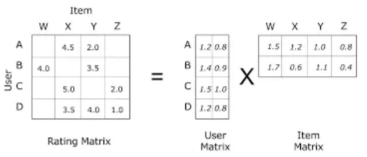 Item
W X Y Z W X Y Z
A 4.5 2.0 A 1.2 0.8 1.5 1.2 1.0 0.8
B 4.0 3.5 B 1.4 0.9 1.7 0.6 1.1 0.4
User = X
C 5.0 2.0 C 1.5 1.0
D 3.5 4.0 1.0 D 1.2 0.8
Rating Matrix
User Item
Matrix Matrix